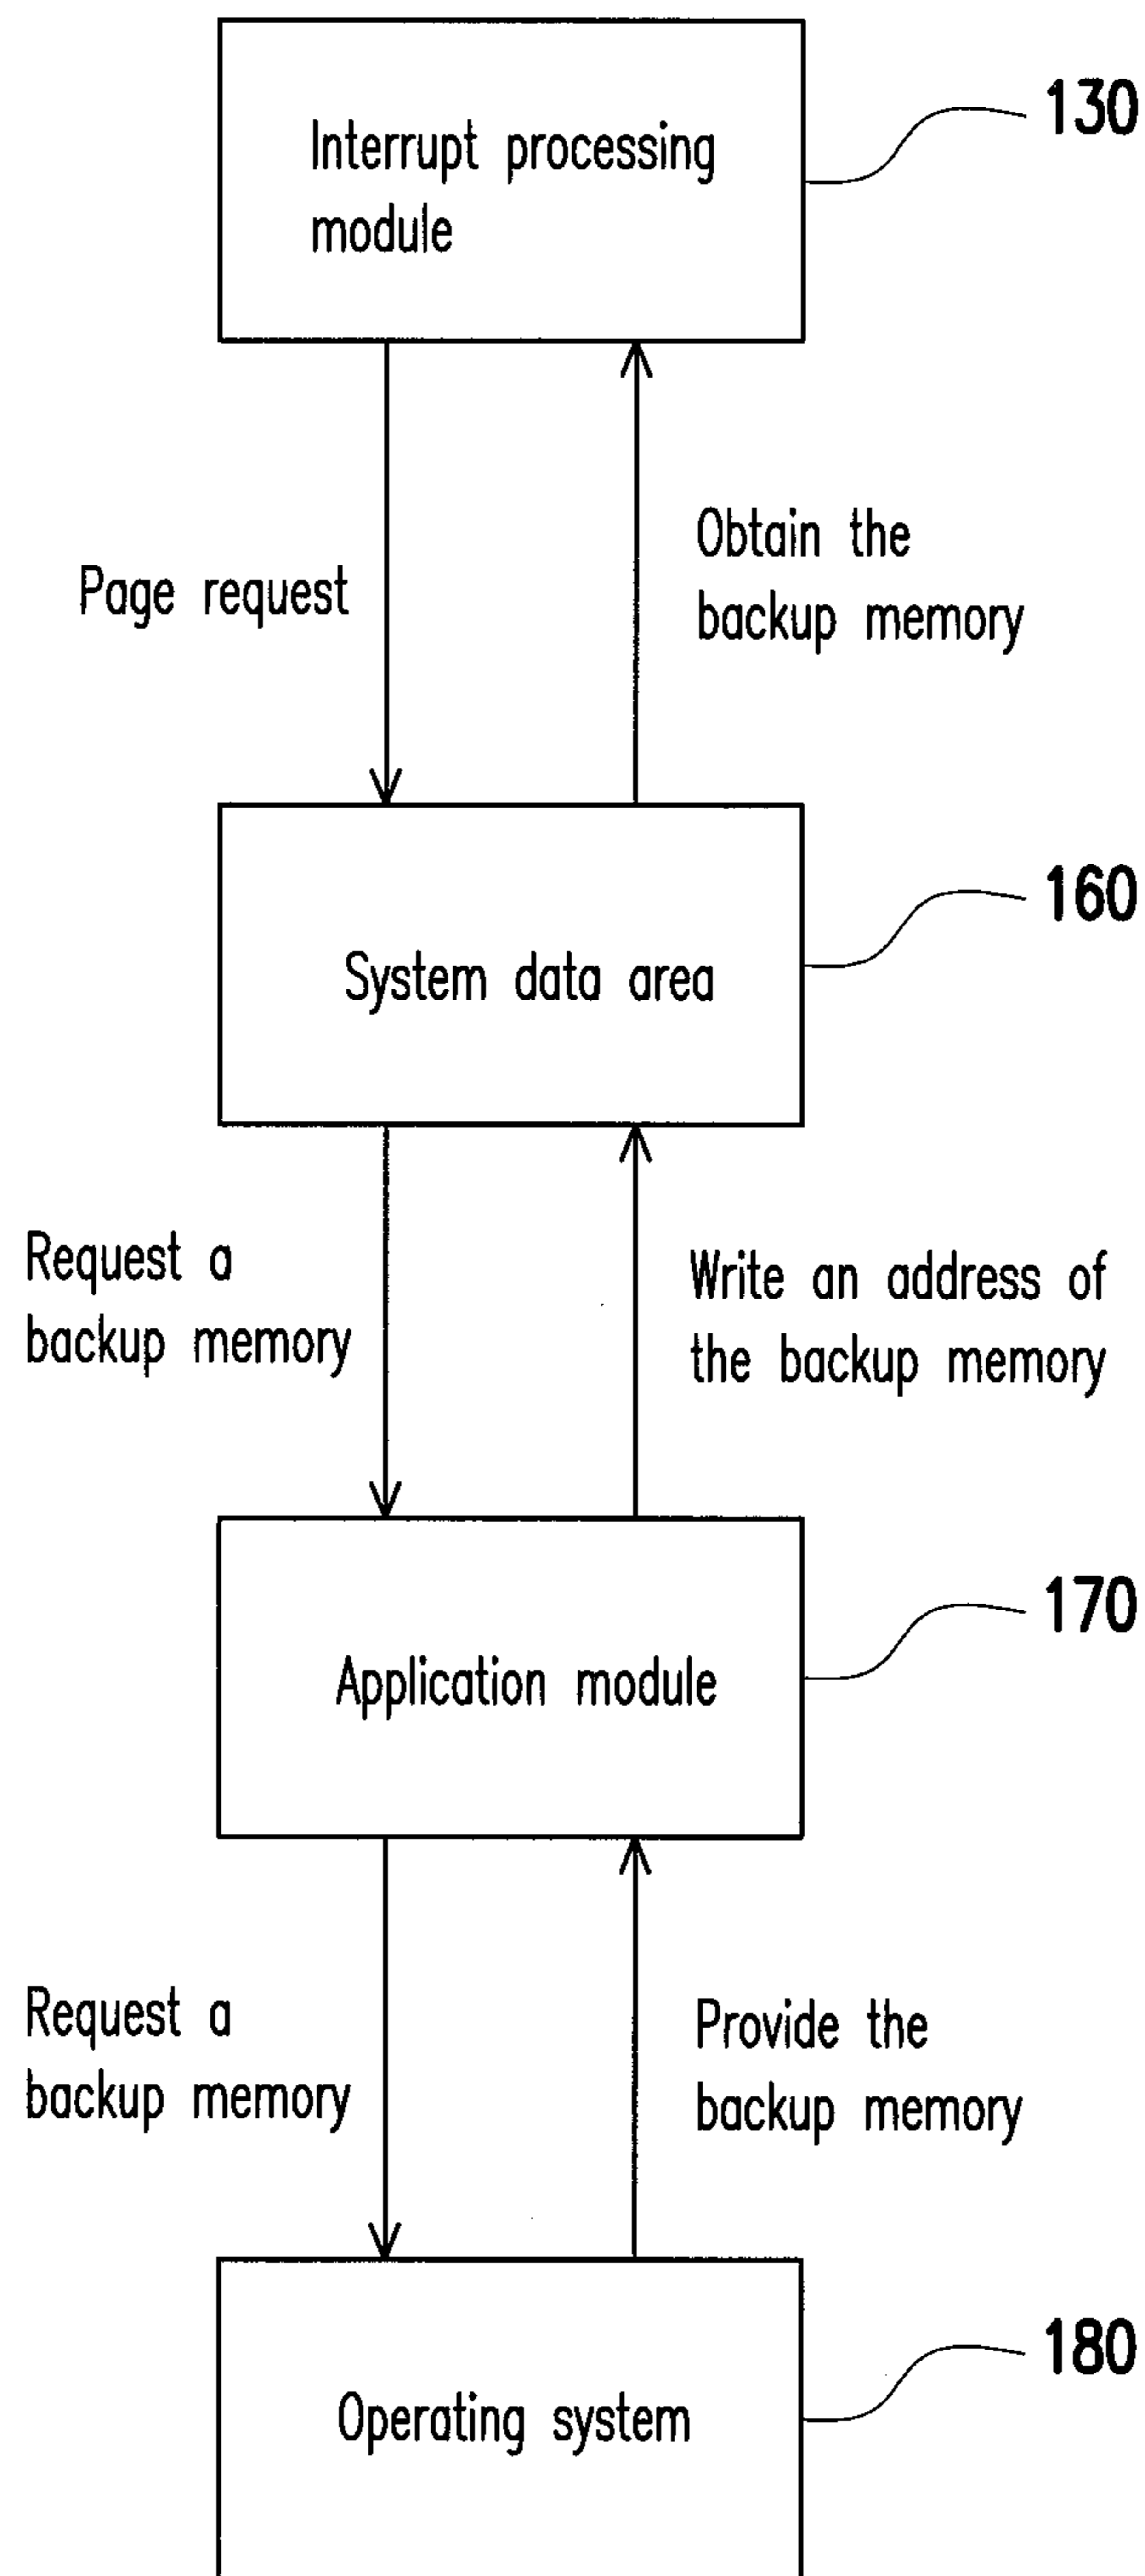 Interrupt processing
module
130
Page request
Obtain the
backup memory
System data area
160
Request a
backup memory
Write an address of
the backup memory
Application module
170
Request a
backup memory
Provide the
backup memory
Operating system
180